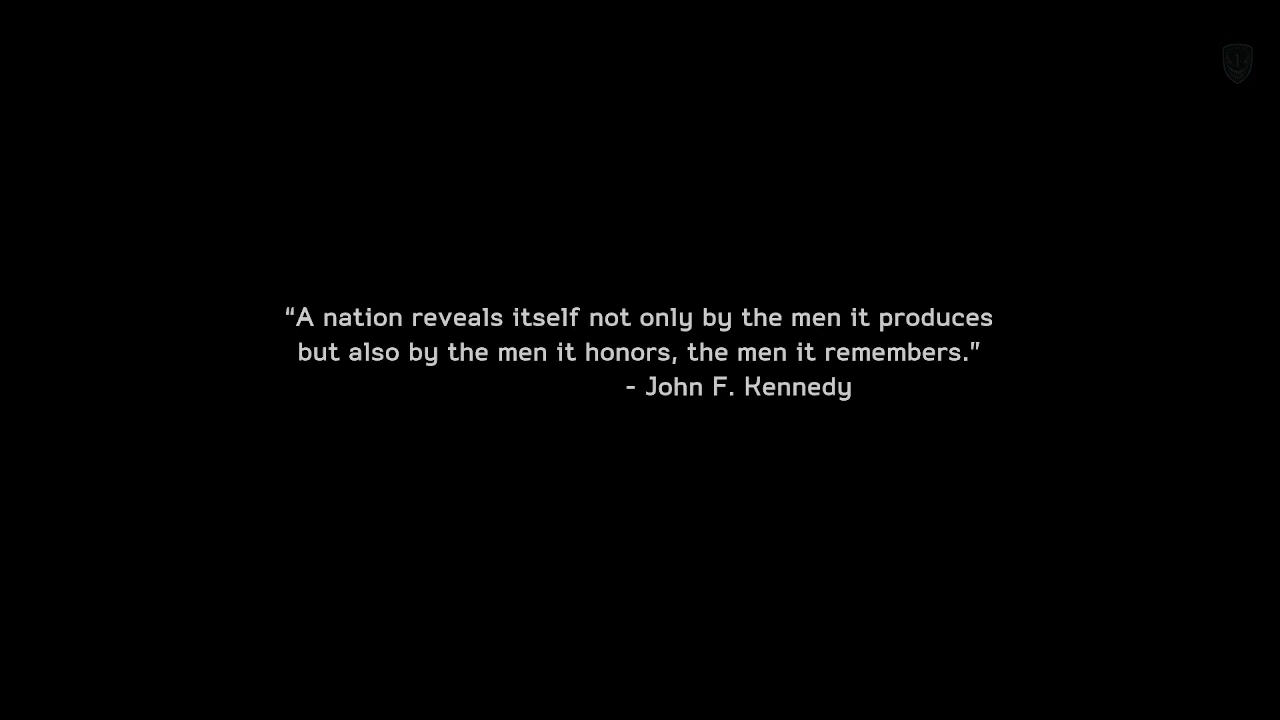 “A nation reveals itself not only by the men it produces
but also by the men it honors, the men it remembers.”
- John F. Kennedy